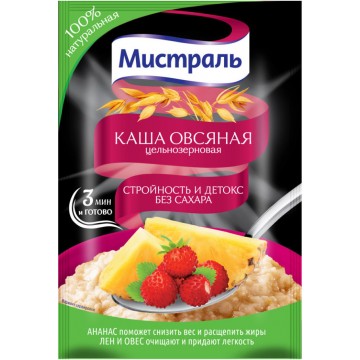 100%
натуральная
Мистраль
КАША ОВСЯНАЯ
цельнозерновая
СТРОЙНОСТЬ И ДЕТОКС
БЕЗ САХАРА
3 МИН
и ГОТОВО
АНАНАС поможет снизить вес и расщепить жиры
ЛЕН И ОВЕС очищают и придают легкость